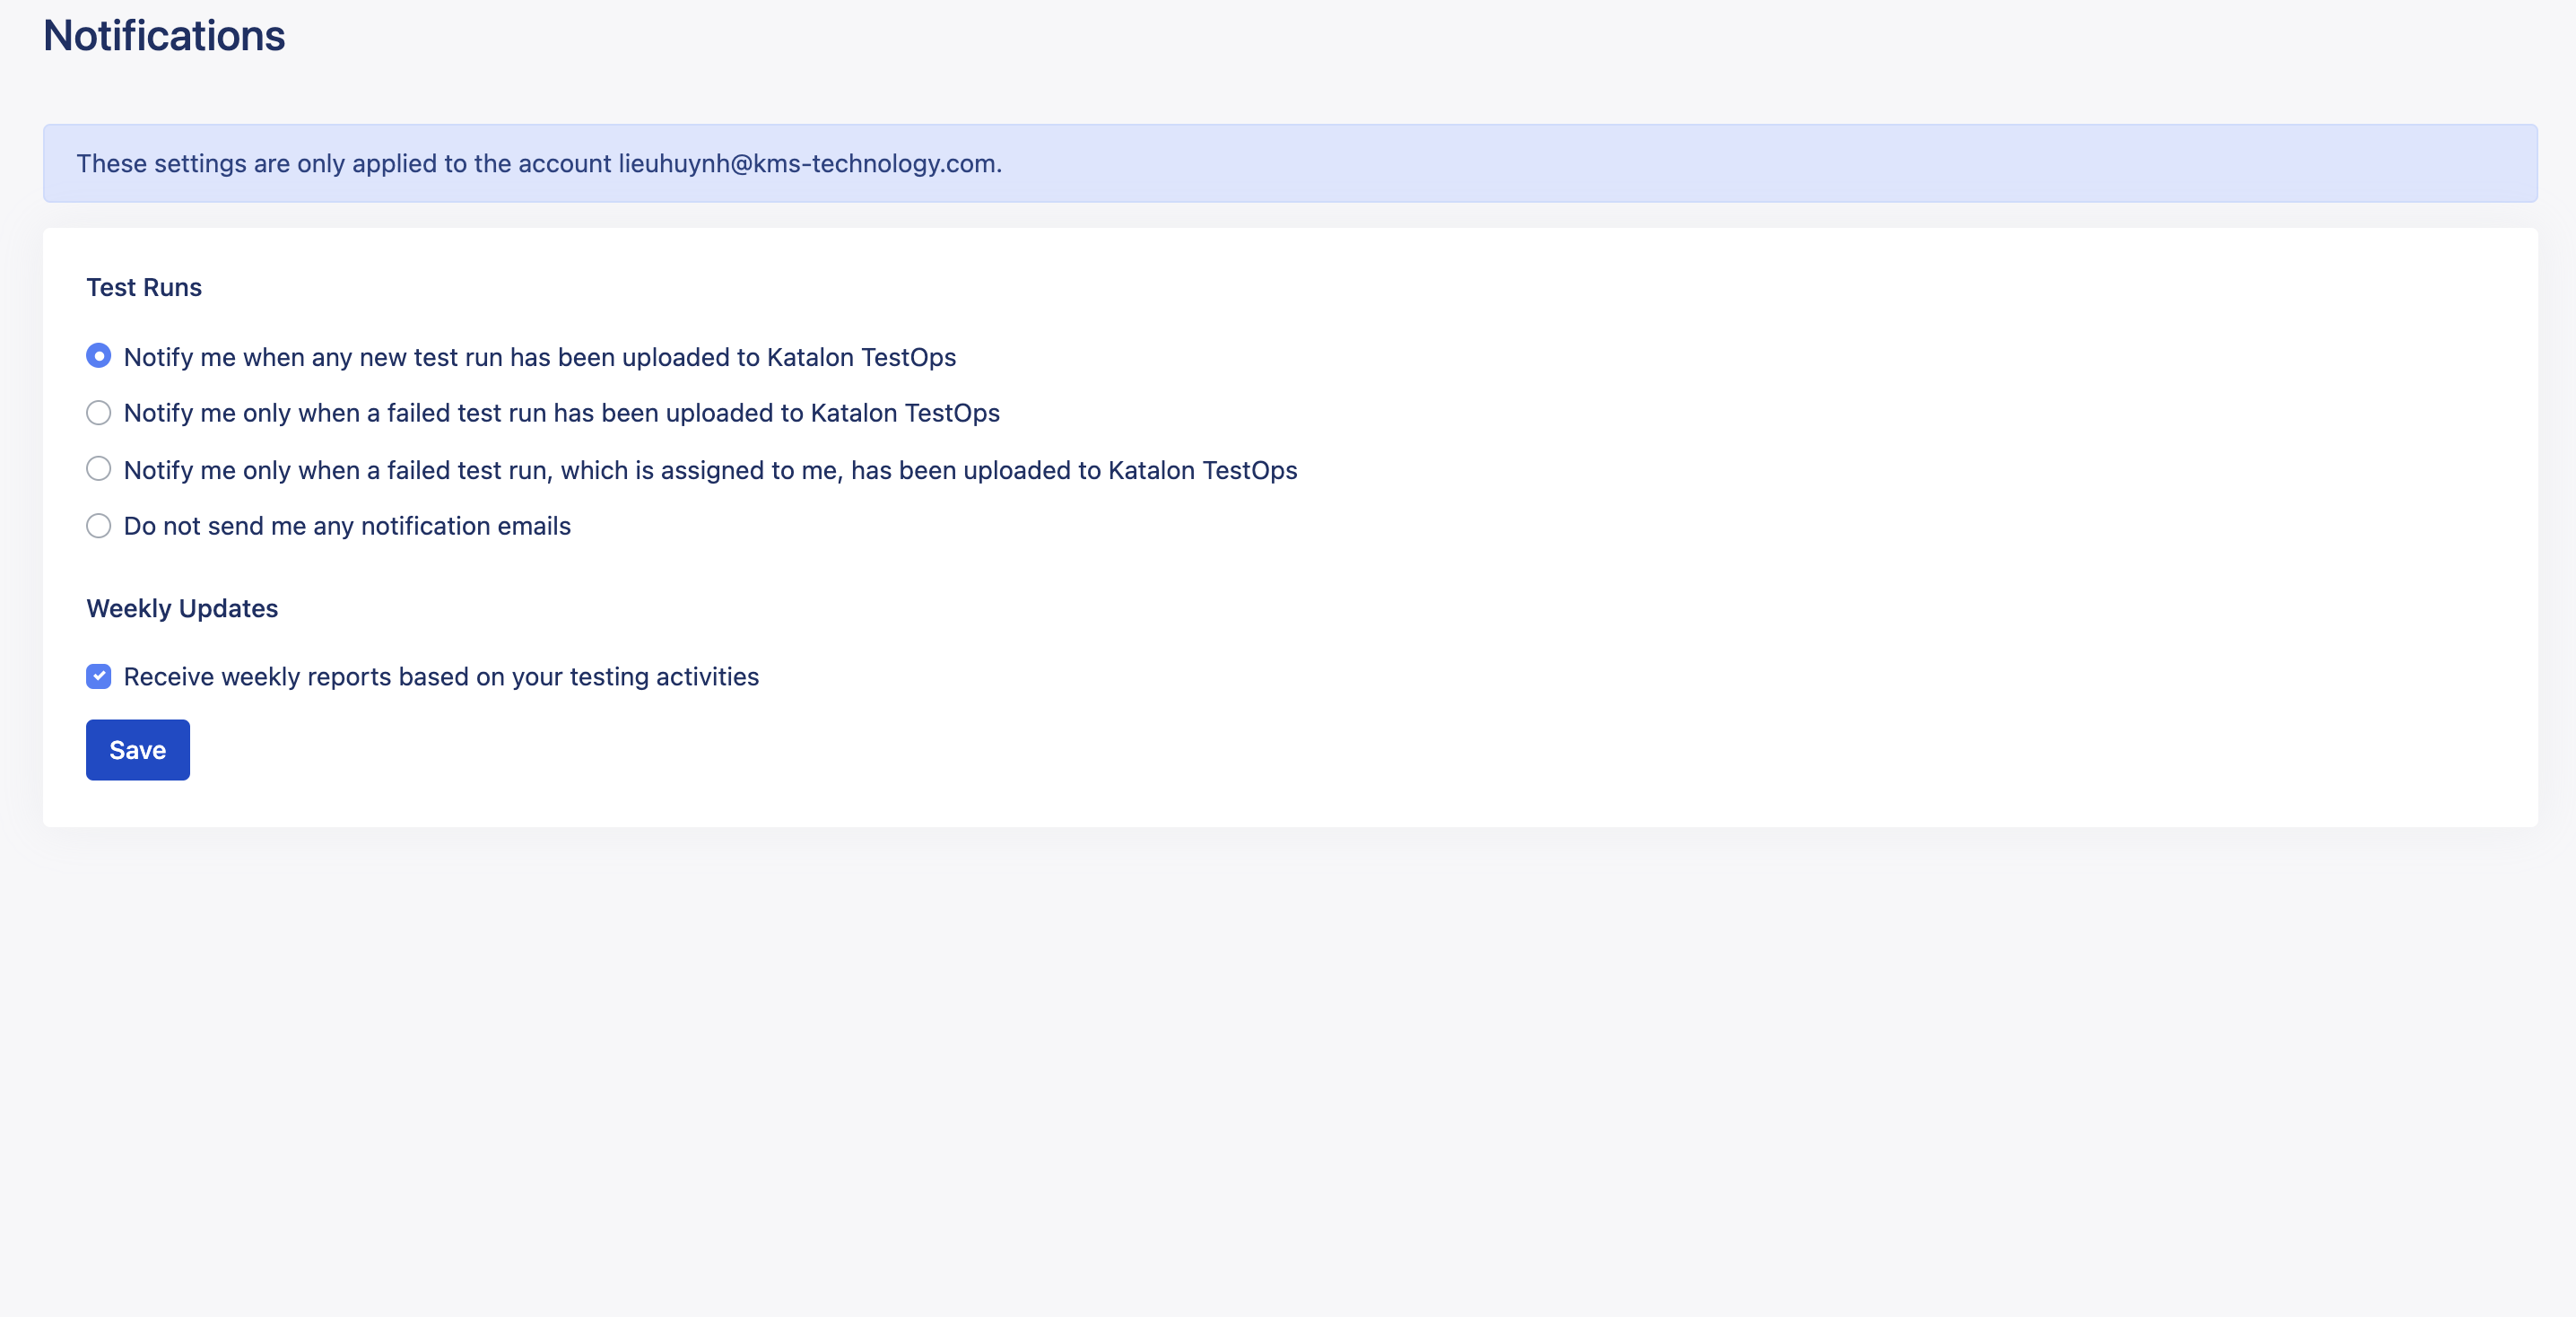 Notifications
These settings are only applied to the account lieuhuynh@kms-technology.com.
Test Runs
Notify me when any new test run has been uploaded to Katalon TestOps
Notify me only when a failed test run has been uploaded to Katalon TestOps
Notify me only when a failed test run, which is assigned to me, has been uploaded to Katalon TestOps
Do not send me any notification emails
Weekly Updates
Receive weekly reports based on your testing activities
Save